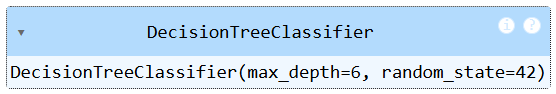 DecisionTreeClassifier
DecisionTreeClassifier(max_depth=6, random_state=42)